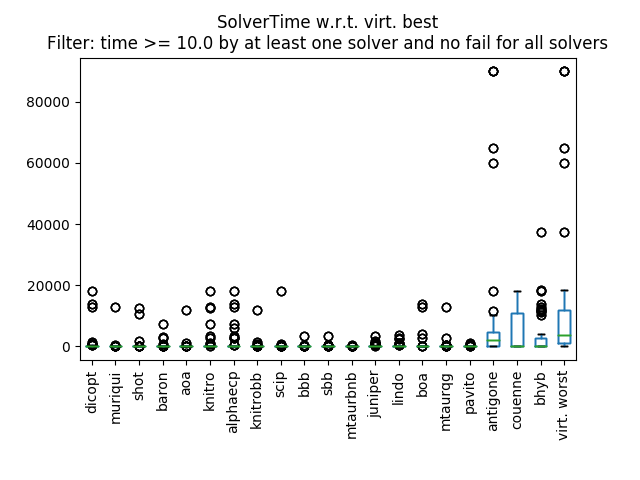 SolverTime w.r.t. virt. best
Filter: time >= 10.0 by at least one solver and no fail for all solvers
80000
60000
40000
20000
0
dicopt
muriqui
shot
baron
aoa
knitro
alphaecp
knitrobb
scip
bbb
sbb
mtaurbnb
juniper
lindo
boa
mtaurqg
pavito
antigone
couenne
bhyb
virt. worst